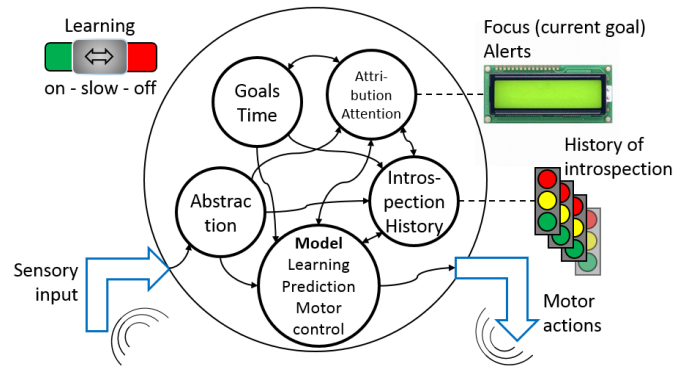 Learning
on - slow - off
Focus (current goal)
Alerts
Goals
Time
Attri-
bution
Attention
History of
introspection
Abstrac
tion
Intros-
pection
History
Model
Learning
Prediction
Motor
control
Sensory
input
Motor
actions